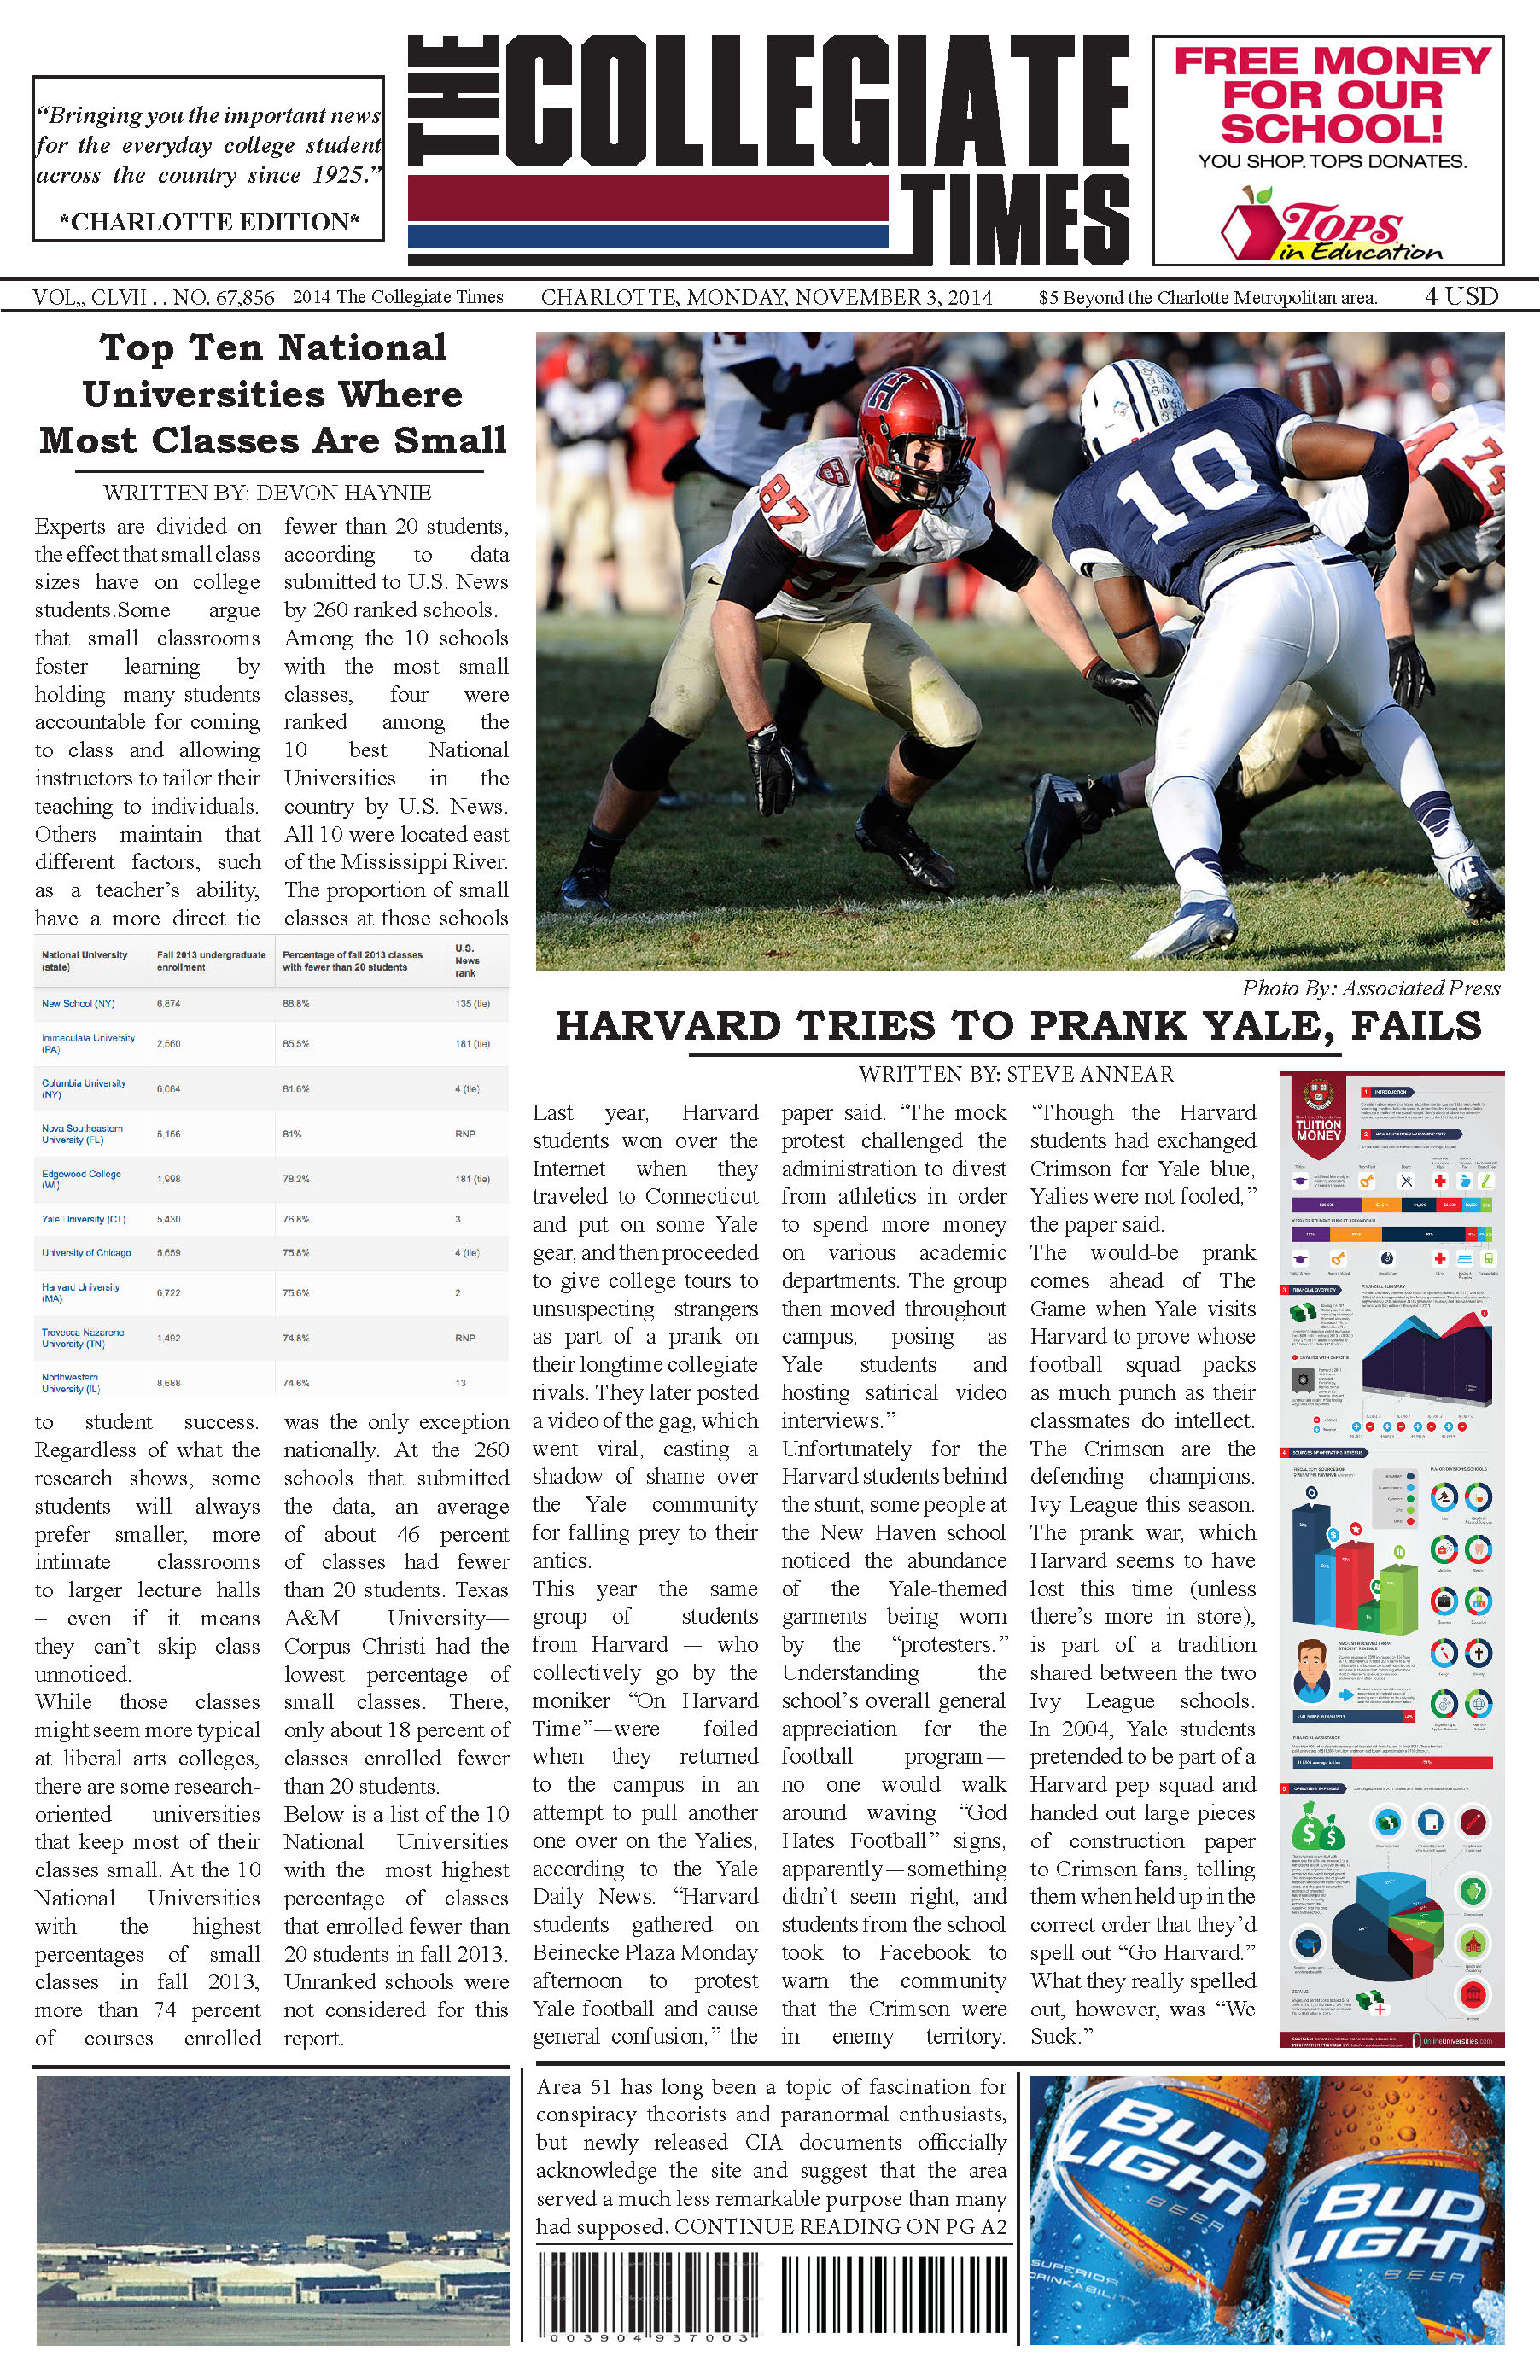 “Bringing you the important news
for the everyday college student
across the country since 1925.”
*CHARLOTTE EDITION*
THE COLLEGIATE
TIMES
FREE MONEY
FOR OUR
SCHOOL!
YOU SHOP. TOPS DONATES.
TOPS
in Education
VOL,, CLVII . . NO. 67,856 2014 The Collegiate Times CHARLOTTE, MONDAY, NOVEMBER 3, 2014 $5 Beyond the Charlotte Metropolitan area. 4 USD
Top Ten National
Universities Where
Most Classes Are Small
WRITTEN BY: DEVON HAYNIE
Experts are divided on
the effect that small class
sizes have on college
students.Some argue
that small classrooms
foster learning by
holding many students
accountable for coming
to class and allowing
instructors to tailor their
teaching to individuals.
Others maintain that
different factors, such
as a teacher’s ability,
have a more direct tie
to student success.
Regardless of what the
research shows, some
students will always
prefer smaller, more
intimate classrooms
to larger lecture halls
– even if it means
they can’t skip class
unnoticed.
While those classes
might seem more typical
at liberal arts colleges,
there are some research-
oriented universities
that keep most of their
classes small. At the 10
National Universities
with the highest
percentages of small
classes in fall 2013,
more than 74 percent
of courses enrolled
fewer than 20 students,
according to data
submitted to U.S. News
by 260 ranked schools.
Among the 10 schools
with the most small
classes, four were
ranked among the
10 best National
Universities in the
country by U.S. News.
All 10 were located east
of the Mississippi River.
The proportion of small
classes at those schools
was the only exception
nationally. At the 260
schools that submitted
the data, an average
of about 46 percent
of classes had fewer
than 20 students. Texas
A&M University—
Corpus Christi had the
lowest percentage of
small classes. There,
only about 18 percent of
classes enrolled fewer
than 20 students.
Below is a list of the 10
National Universities
with the most highest
percentage of classes
that enrolled fewer than
20 students in fall 2013.
Unranked schools were
not considered for this
report.
National University (state) Fall 2013 undergraduate enrollment Percentage of fall 2013 classes with fewer than 20 students U.S. News rank
New School (NY) 6,874 88.8% 135 (tie)
Immaculata University (PA) 2,560 85.5% 181 (tie)
Columbia University (NY) 6,084 81.6% 4 (tie)
Nova Southeastern University (FL) 5,156 81% RNP
Edgewood College (WI) 1,998 78.2% 181 (tie)
Yale University (CT) 5,430 76.8% 3
University of Chicago 5,659 75.8% 4 (tie)
Harvard University (MA) 6,722 75.6% 2
Trevecca Nazarene University (TN) 1,492 74.8% RNP
Northwestern University (IL) 8,688 74.6% 13
H
87
10
74
NIKE
Photo By: Associated Press
HARVARD TRIES TO PRANK YALE, FAILS
WRITTEN BY: STEVE ANNEAR
Last year, Harvard
students won over the
Internet when they
traveled to Connecticut
and put on some Yale
gear, and then proceeded
to give college tours to
unsuspecting strangers
as part of a prank on
their longtime collegiate
rivals. They later posted
a video of the gag, which
went viral, casting a
shadow of shame over
the Yale community
for falling prey to their
antics.
This year the same
group of students
from Harvard — who
collectively go by the
moniker “On Harvard
Time”—were foiled
when they returned
to the campus in an
attempt to pull another
one over on the Yalies,
according to the Yale
Daily News. “Harvard
students gathered on
Beinecke Plaza Monday
afternoon to protest
Yale football and cause
general confusion,” the
paper said. “The mock
protest challenged the
administration to divest
from athletics in order
to spend more money
on various academic
departments. The group
then moved throughout
campus, posing as
Yale students and
hosting satirical video
interviews.”
Unfortunately for the
Harvard students behind
the stunt, some people at
the New Haven school
noticed the abundance
of the Yale-themed
garments being worn
by the “protesters.”
Understanding the
school’s overall general
appreciation for the
football program—
no one would walk
around waving “God
Hates Football” signs,
apparently—something
didn’t seem right, and
students from the school
took to Facebook to
warn the community
that the Crimson were
in enemy territory.
“Though the Harvard
students had exchanged
Crimson for Yale blue,
Yalies were not fooled,”
the paper said.
The would-be prank
comes ahead of The
Game when Yale visits
Harvard to prove whose
football squad packs
as much punch as their
classmates do intellect.
The Crimson are the
defending champions.
Ivy League this season.
The prank war, which
Harvard seems to have
lost this time (unless
there’s more in store),
is part of a tradition
shared between the two
Ivy League schools.
In 2004, Yale students
pretended to be part of a
Harvard pep squad and
handed out large pieces
of construction paper
to Crimson fans, telling
them when held up in the
correct order that they’d
spell out “Go Harvard.”
What they really spelled
out, however, was “We
Suck.”
TUITION
MONEY
1 INTRODUCTION
2
3 FINANCIAL OVERVIEW
FINANCIAL SUMMARY
4 SOURCES OF OPERATING REVENUE
MAJOR DIVISIONS/SCHOOLS
FINANCIAL ASSISTANCE
5 OPERATING EXPENSES
OnlineUniversities.com
Area 51 has long been a topic of fascination for
conspiracy theorists and paranormal enthusiasts,
but newly released CIA documents officcially
acknowledge the site and suggest that the area
served a much less remarkable purpose than many
had supposed. CONTINUE READING ON PG A2
003904937003
BUD
LIGHT
BEER
SUPERIOR
DRINKABILITY
BUD
LIGHT
BEER